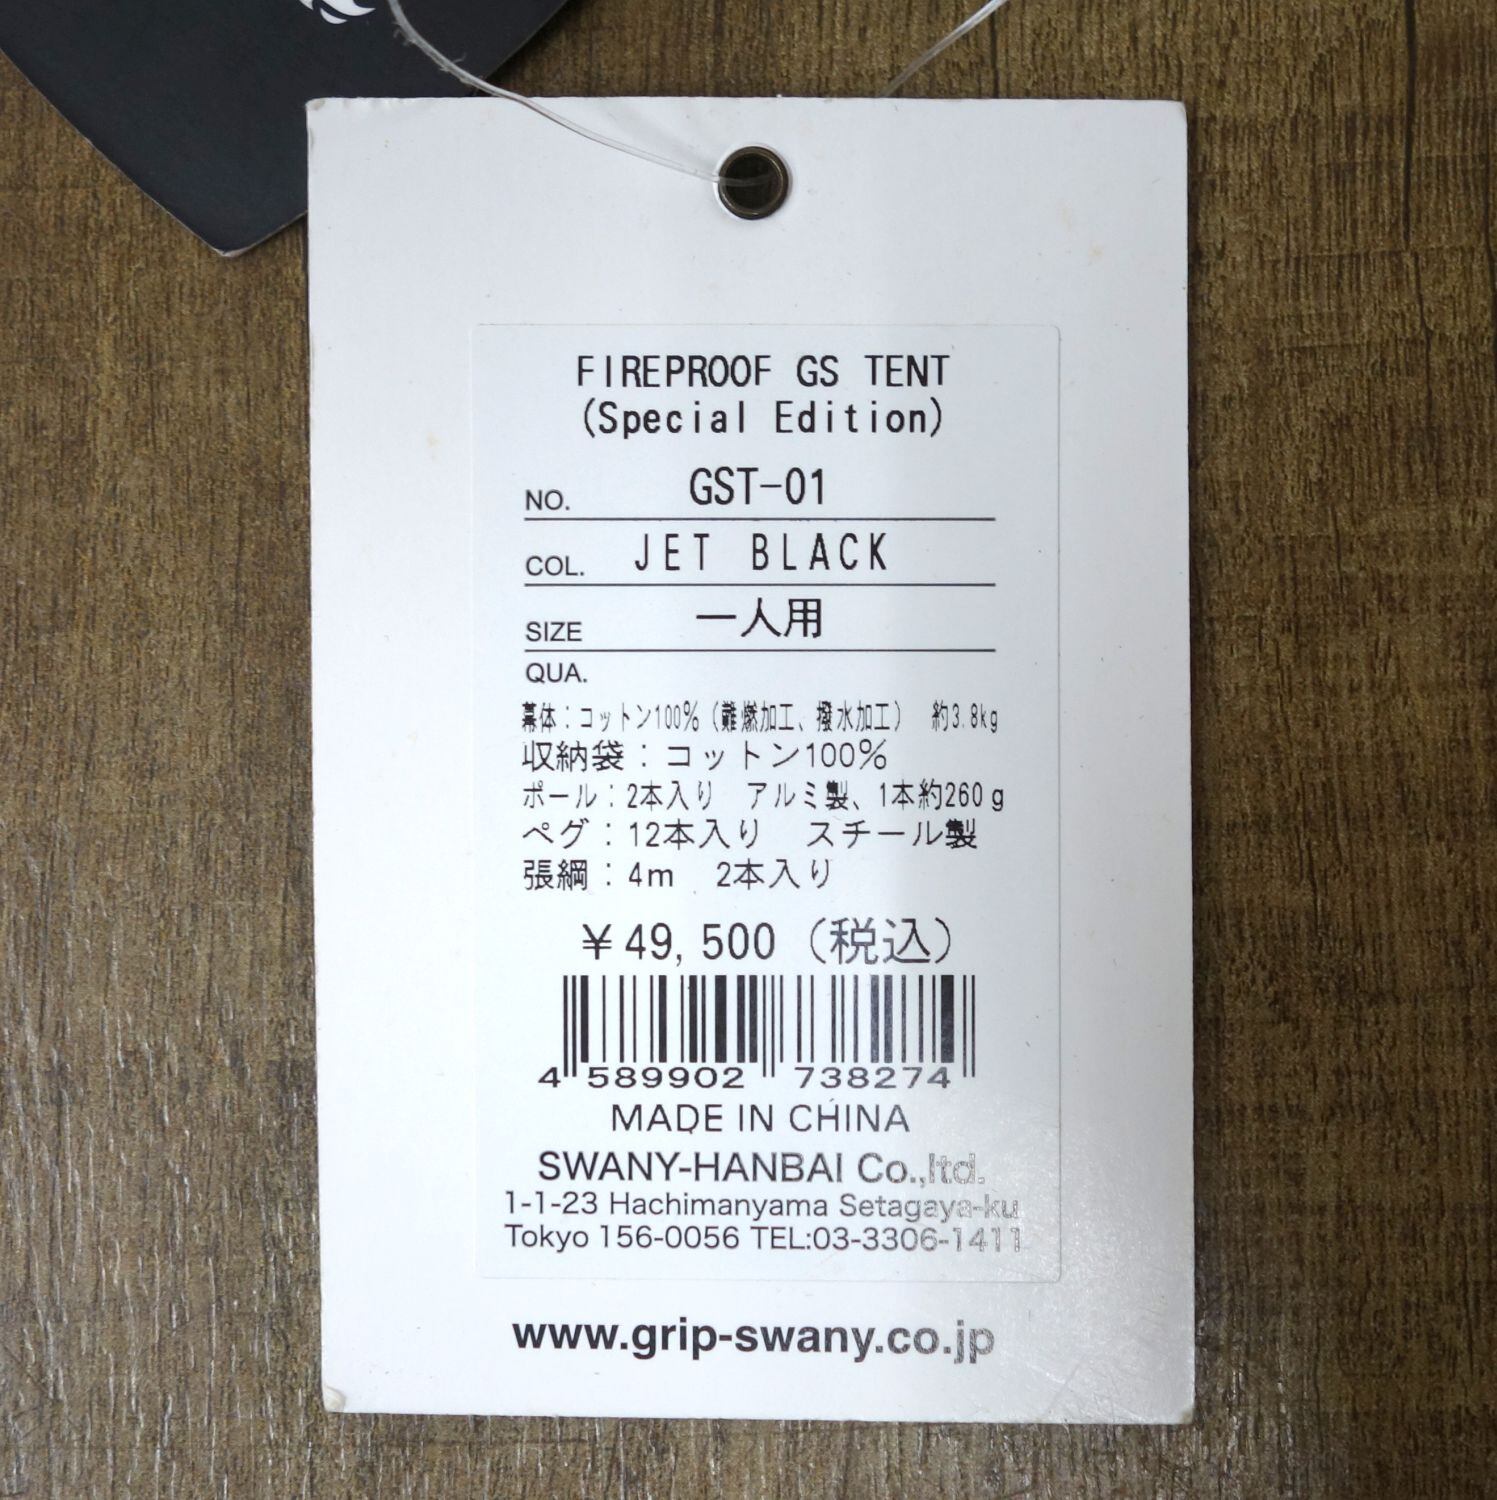 FIREPROOF GS TENT
(Special Edition)
NO. GST-01
COL. JET BLACK
SIZE 一人用
QUA.
幕体：コットン100％（難燃加工、撥水加工） 約3.8kg
収納袋：コットン100％
ポール：2本入り アルミ製、1本約260ｇ
ペグ：12本入り スチール製
張綱：4m 2本入り
￥49,500（税込）
4 589902 738274
MADE IN CHINA
SWANY-HANBAI Co.,ltd.
1-1-23 Hachimanyama Setagaya-ku
Tokyo 156-0056 TEL:03-3306-1411
www.grip-swany.co.jp